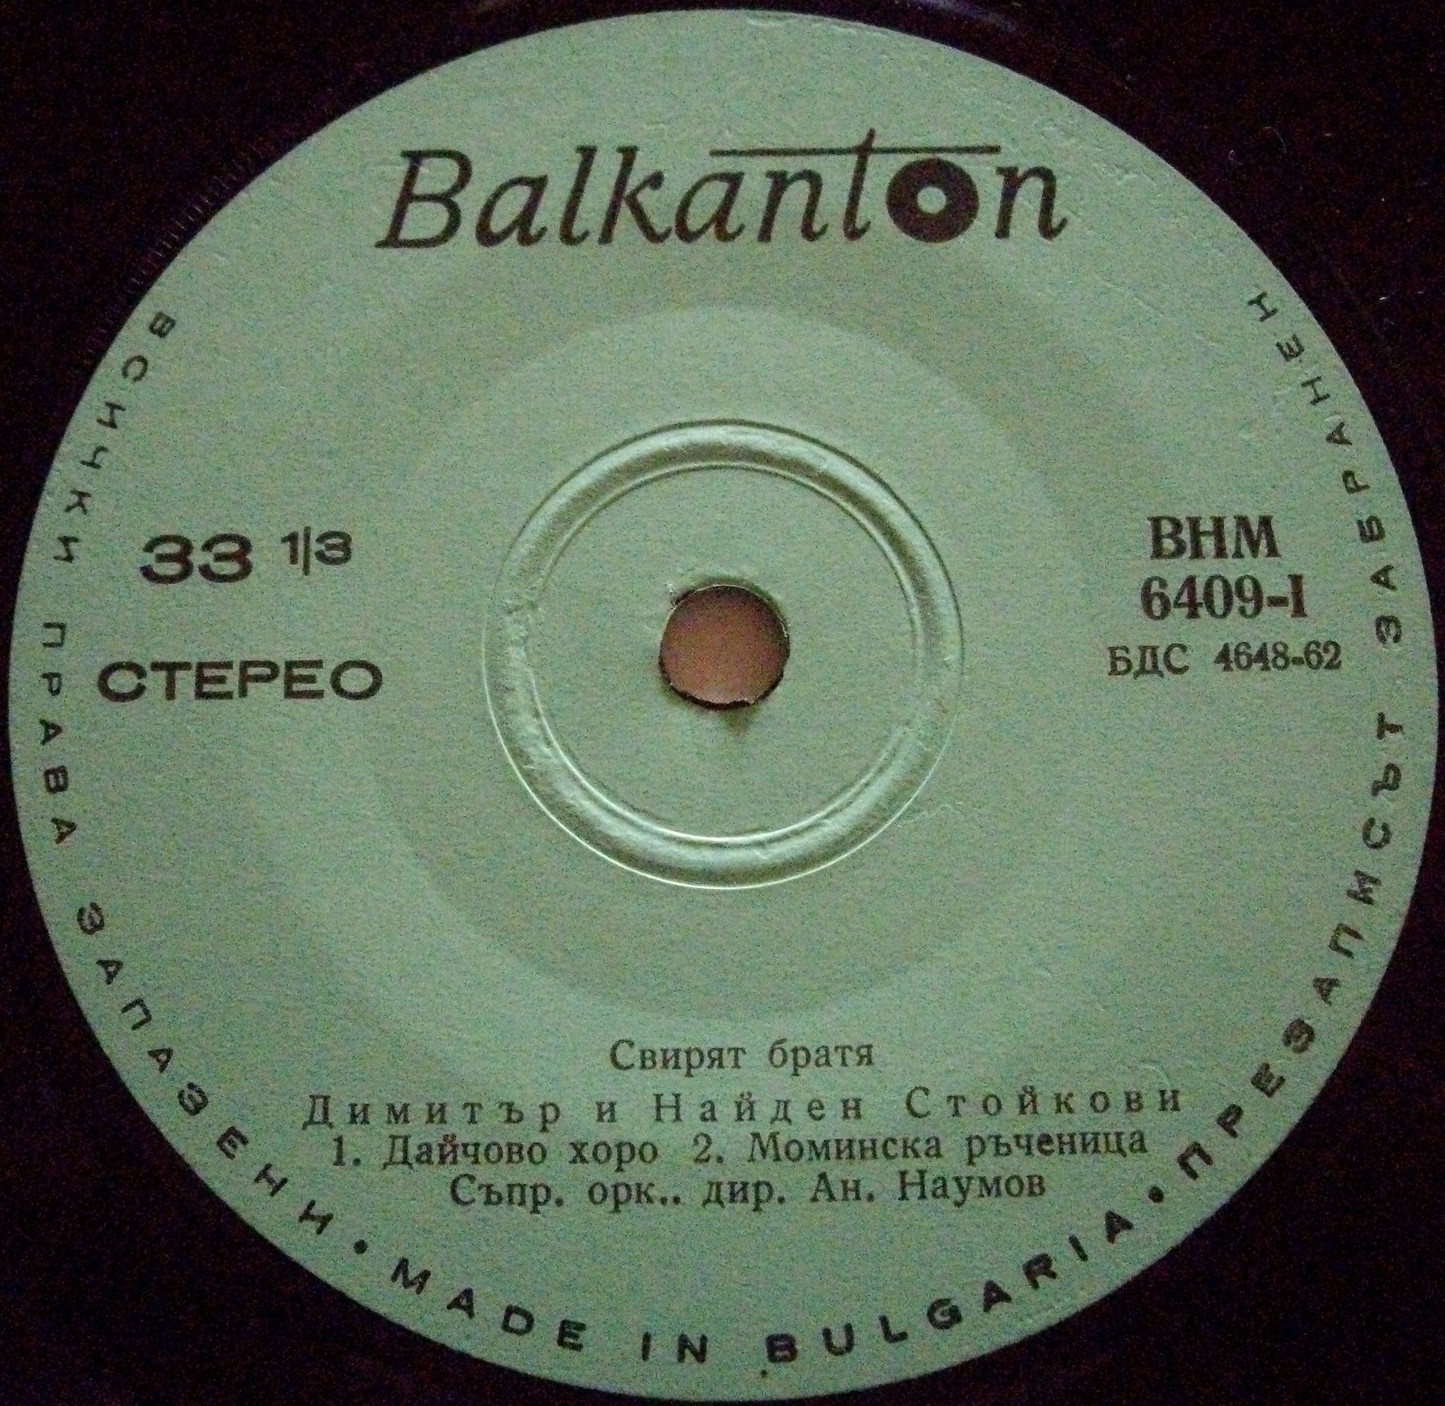 Balkanton
33 1/3
СТЕРЕО
ВНМ
6409-I
БДС 4648-62
Свирят братя
Димитър и Найден Стойкови
1. Дайчово хоро 2. Моминска ръченица
Съпр. орк.. дир. Ан. Наумов
ВСИЧКИ ПРАВА ЗАПАЗЕНИ • MADE IN BULGARIA • ПРЕЗАПИСЪТ ЗАБРАНЕН